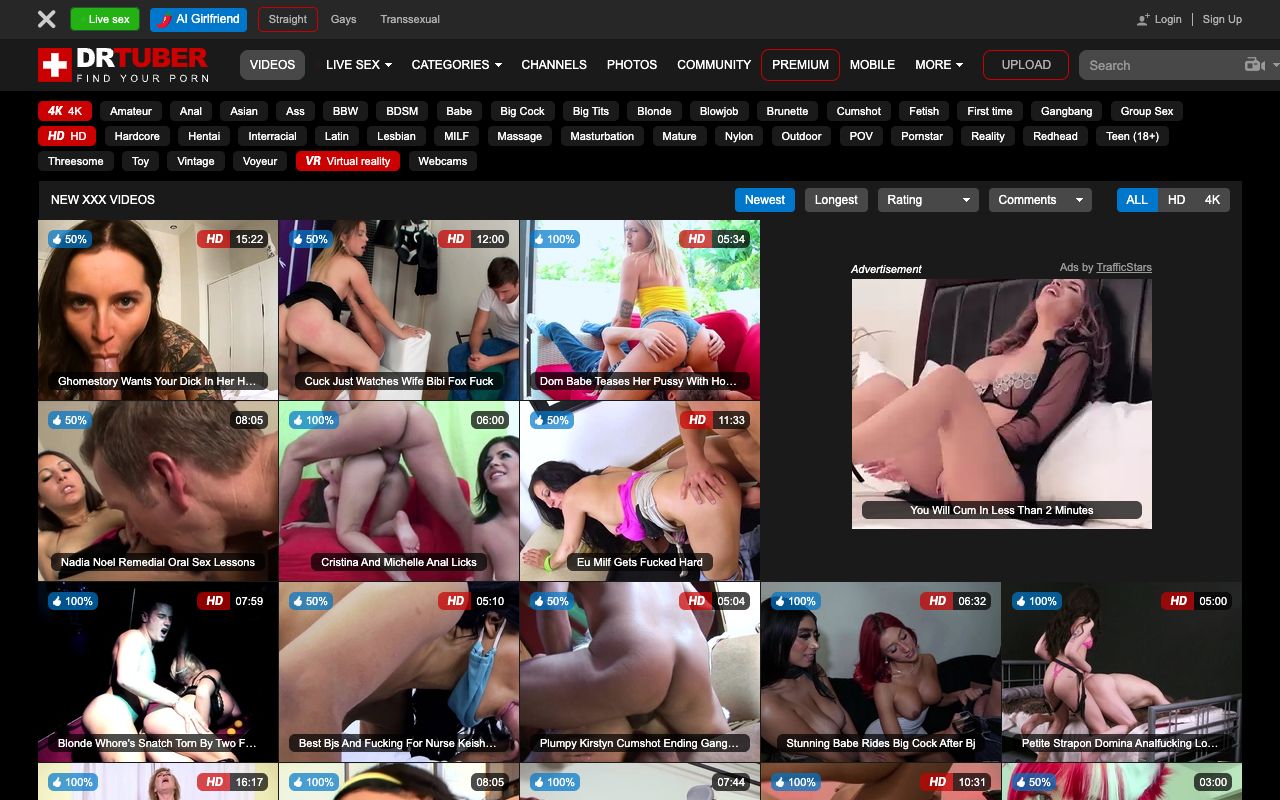 Live sex AI Girlfriend Straight Gays Transsexual Login Sign Up
DRTUBER
FIND YOUR PORN
VIDEOS LIVE SEX CATEGORIES CHANNELS PHOTOS COMMUNITY PREMIUM MOBILE MORE UPLOAD Search
4K 4K Amateur Anal Asian Ass BBW BDSM Babe Big Cock Big Tits Blonde Blowjob Brunette Cumshot Fetish First time Gangbang Group Sex
HD HD Hardcore Hentai Interracial Latin Lesbian MILF Massage Masturbation Mature Nylon Outdoor POV Pornstar Reality Redhead Teen (18+)
Threesome Toy Vintage Voyeur VR Virtual reality Webcams
NEW XXX VIDEOS Newest Longest Rating Comments ALL HD 4K
50% HD 15:22 50% HD 12:00 100% HD 05:34
Advertisement Ads by TrafficStars
Ghomestory Wants Your Dick In Her H... Cuck Just Watches Wife Bibi Fox Fuck Dom Babe Teases Her Pussy With Ho...
50% 08:05 100% 06:00 50% HD 11:33
You Will Cum In Less Than 2 Minutes
Nadia Noel Remedial Oral Sex Lessons Cristina And Michelle Anal Licks Eu Milf Gets Fucked Hard
100% HD 07:59 50% HD 05:10 50% HD 05:04 100% HD 06:32 100% HD 05:00
Blonde Whore's Snatch Torn By Two F... Best Bjs And Fucking For Nurse Keish... Plumpy Kirstyn Cumshot Ending Gang... Stunning Babe Rides Big Cock After Bj Petite Strapon Domina Analfucking Lo...
100% HD 16:17 100% 08:05 100% 07:44 100% HD 10:31 50% 03:00